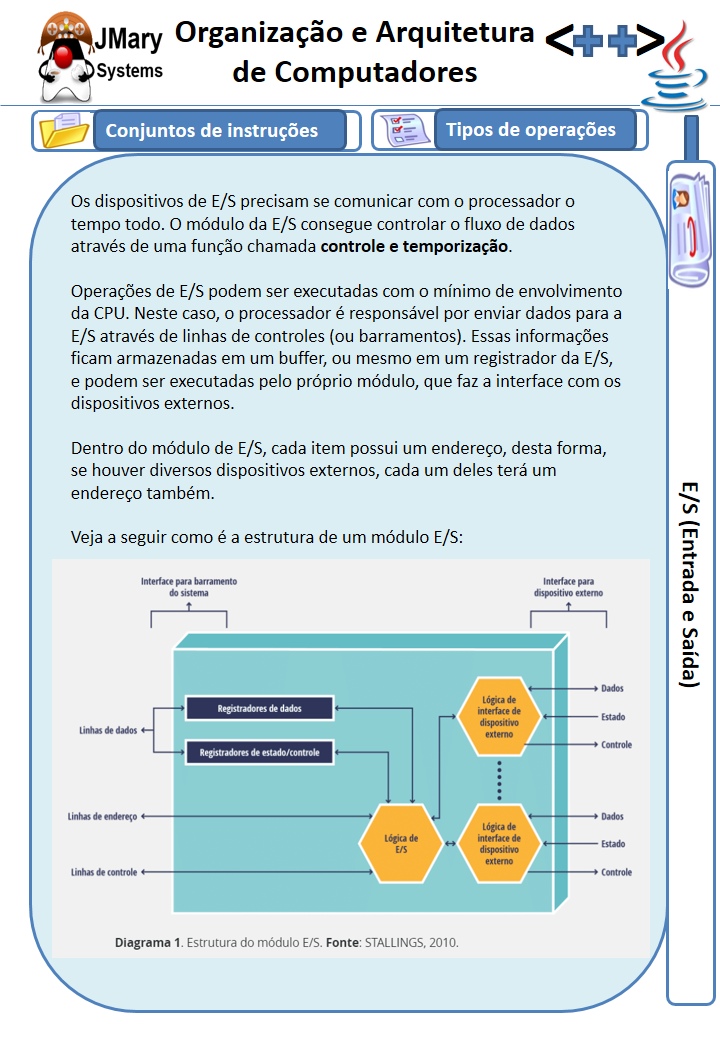 JMary
Systems
Organização e Arquitetura
de Computadores
<++>
Conjuntos de instruções
Tipos de operações
Os dispositivos de E/S precisam se comunicar com o processador o
tempo todo. O módulo da E/S consegue controlar o fluxo de dados
através de uma função chamada controle e temporização.
Operações de E/S podem ser executadas com o mínimo de envolvimento
da CPU. Neste caso, o processador é responsável por enviar dados para a
E/S através de linhas de controles (ou barramentos). Essas informações
ficam armazenadas em um buffer, ou mesmo em um registrador da E/S,
e podem ser executadas pelo próprio módulo, que faz a interface com os
dispositivos externos.
Dentro do módulo de E/S, cada item possui um endereço, desta forma,
se houver diversos dispositivos externos, cada um deles terá um
endereço também.
Veja a seguir como é a estrutura de um módulo E/S:
E/S (Entrada e Saída)
Interface para barramento
do sistema
Interface para
dispositivo externo
Linhas de dados
Registradores de dados
Registradores de estado/controle
Lógica de
interface de
dispositivo
externo
Dados
Estado
Controle
Linhas de endereço
Linhas de controle
Lógica de
E/S
Lógica de
interface de
dispositivo
externo
Dados
Estado
Controle
Diagrama 1. Estrutura do módulo E/S. Fonte: STALLINGS, 2010.